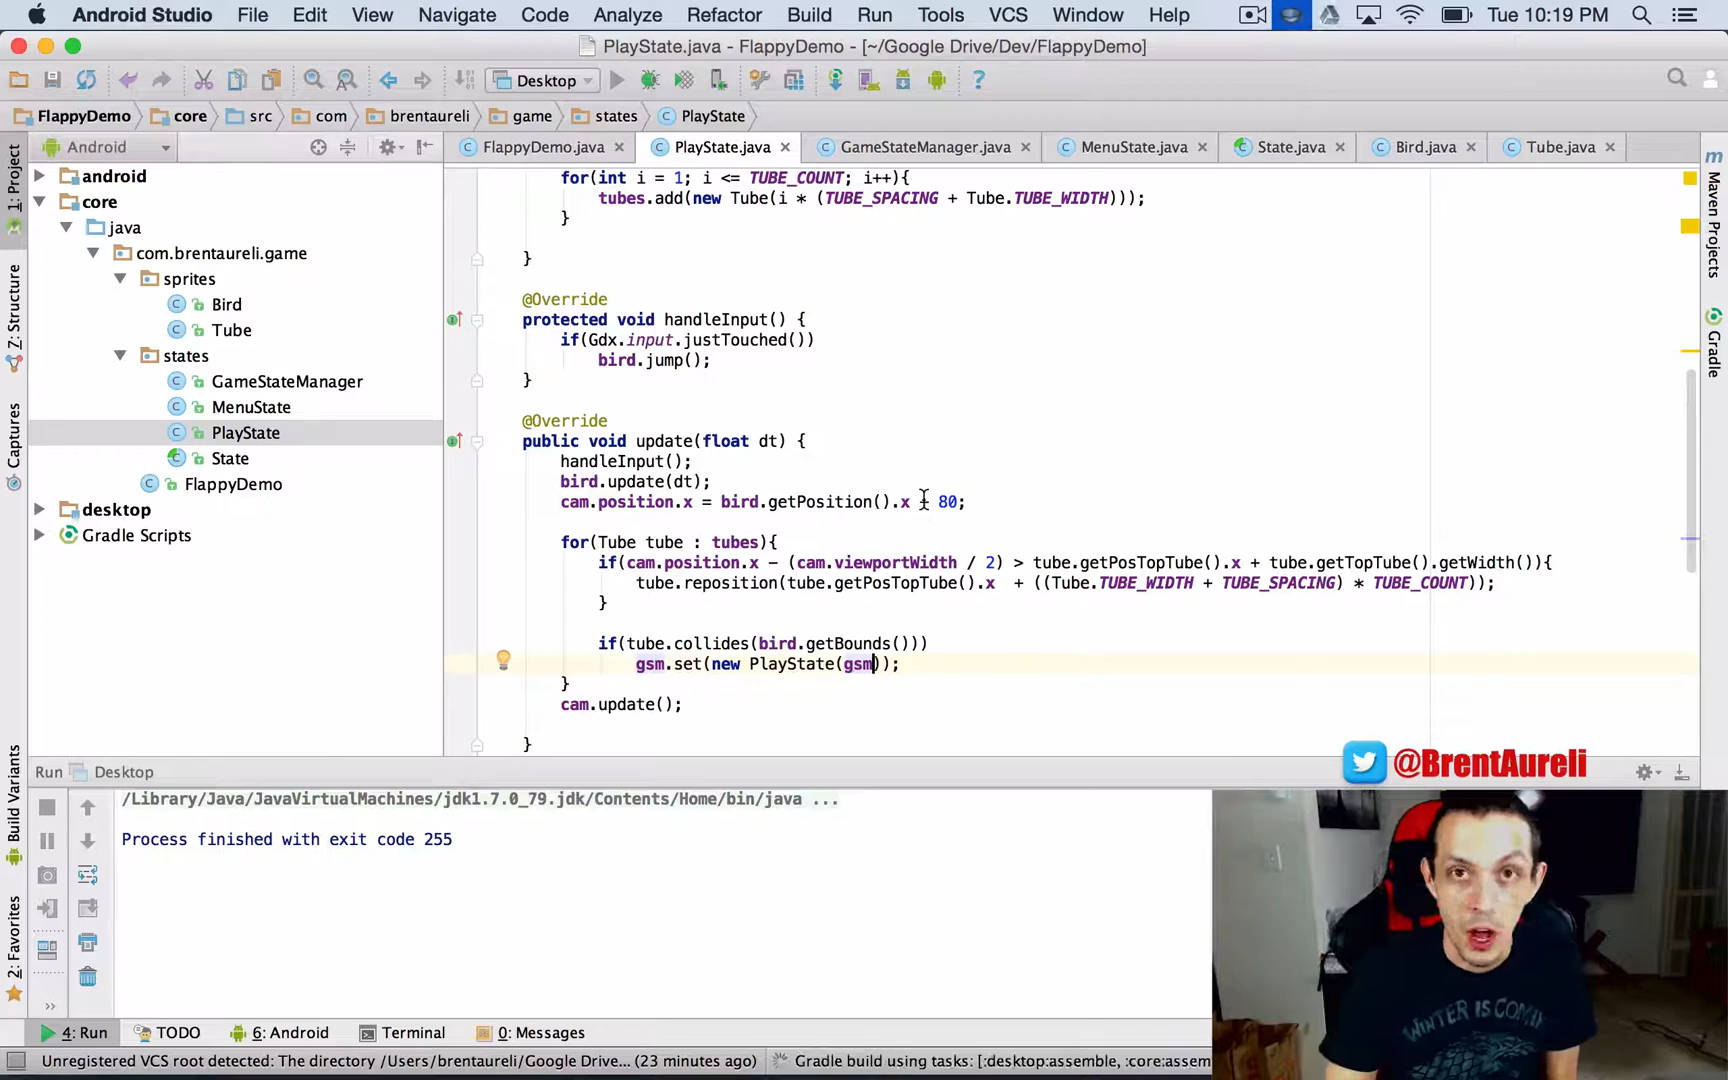 Android Studio File Edit View Navigate Code Analyze Refactor Build Run Tools VCS Window Help Tue 10:19 PM
PlayState.java - FlappyDemo - [~/Google Drive/Dev/FlappyDemo]
Desktop
FlappyDemo core src com brentaureli game states PlayState
Android
FlappyDemo.java PlayState.java GameStateManager.java MenuState.java State.java Bird.java Tube.java
1: Project
Z: Structure
Captures
Build Variants
2: Favorites
Maven Projects
Gradle
android
core
java
com.brentaureli.game
sprites
Bird
Tube
states
GameStateManager
MenuState
PlayState
State
FlappyDemo
desktop
Gradle Scripts
for(int i = 1; i <= TUBE_COUNT; i++){
tubes.add(new Tube(i * (TUBE_SPACING + Tube.TUBE_WIDTH)));
}
}
@Override
protected void handleInput() {
if(Gdx.input.justTouched())
bird.jump();
}
@Override
public void update(float dt) {
handleInput();
bird.update(dt);
cam.position.x = bird.getPosition().x 80;
for(Tube tube : tubes){
if(cam.position.x - (cam.viewportWidth / 2) > tube.getPosTopTube().x + tube.getTopTube().getWidth()){
tube.reposition(tube.getPosTopTube().x + ((Tube.TUBE_WIDTH + TUBE_SPACING) * TUBE_COUNT));
}
if(tube.collides(bird.getBounds()))
gsm.set(new PlayState(gsm));
}
cam.update();
}
@BrentAureli
Run Desktop
/Library/Java/JavaVirtualMachines/jdk1.7.0_79.jdk/Contents/Home/bin/java ...
Process finished with exit code 255
WINTER IS COMING
4: Run TODO 6: Android Terminal 0: Messages
Unregistered VCS root detected: The directory /Users/brentaureli/Google Drive... (23 minutes ago) Gradle build using tasks: [:desktop:assemble, :core:assem